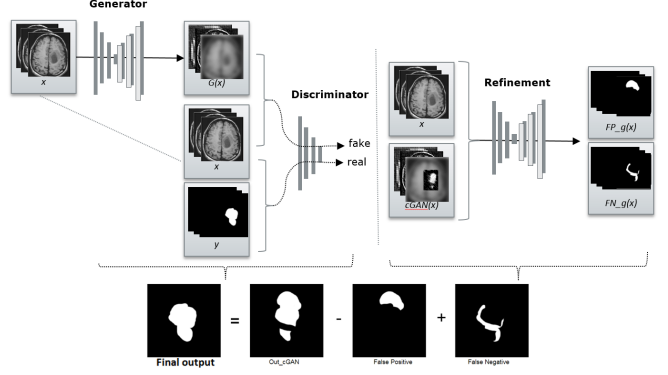 Generator
x
G(x)
Discriminator
fake
real
x
y
Refinement
x
cGAN(x)
FP_g(x)
FN_g(x)
=
-
+
Final output
Out_cGAN
False Positive
False Negative